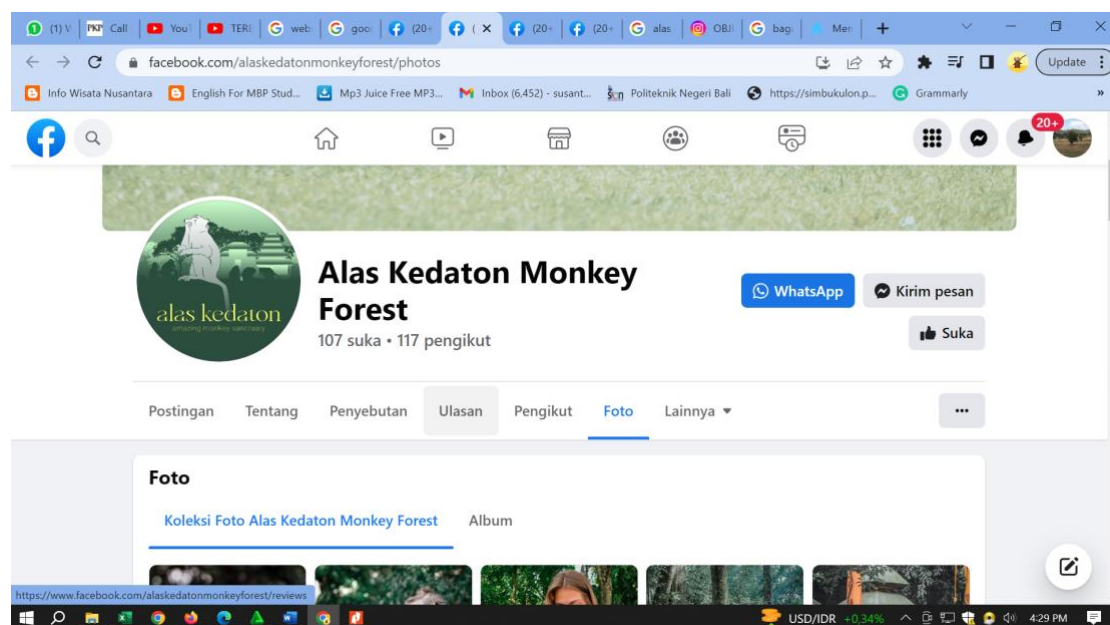 (1) V PKP Call YouT TERE web goo (20+ ( (20+ (20+ alas OBJI bag Men
facebook.com/alaskedatonmonkeyforest/photos Update
Info Wisata Nusantara English For MBP Stud... Mp3 Juice Free MP3... Inbox (6,452) - susant... Politeknik Negeri Bali https://simbukulon.p... Grammarly »
20+
Alas Kedaton Monkey
Forest
alas kedaton
amazing monkey sanctuary
107 suka • 117 pengikut
WhatsApp Kirim pesan
Suka
Postingan Tentang Penyebutan Ulasan Pengikut Foto Lainnya
Foto
Koleksi Foto Alas Kedaton Monkey Forest Album
https://www.facebook.com/alaskedatonmonkeyforest/reviews
USD/IDR +0,34% 4:29 PM